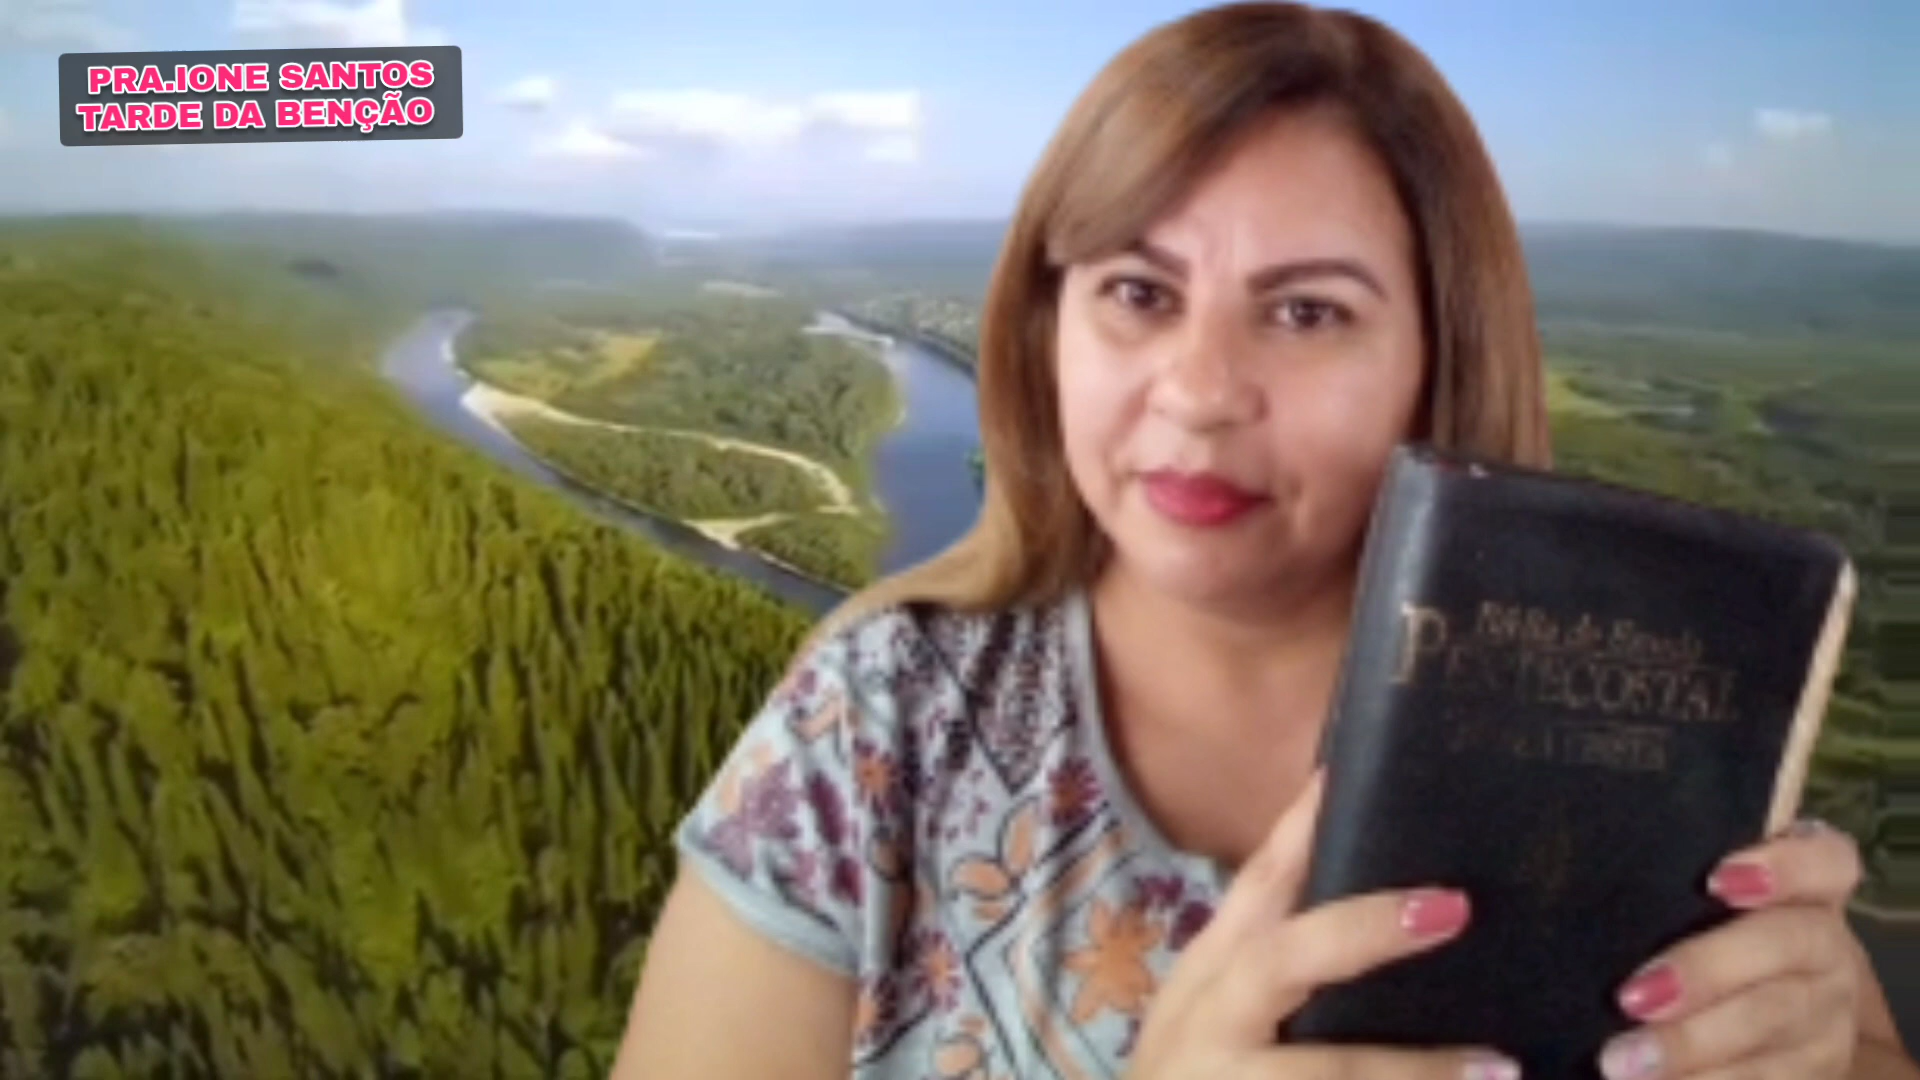 PRA.IONE SANTOS
TARDE DA BENÇÃO
Bíblia de Estudo
PENTECOSTAL